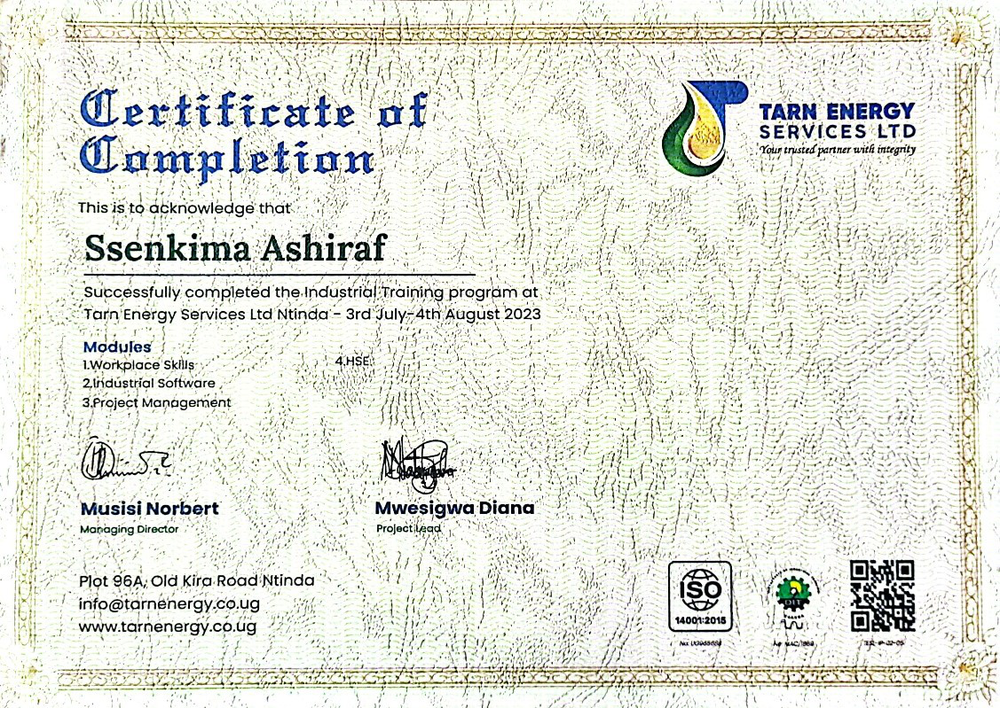 Certificate of
Completion
TARN ENERGY
SERVICES LTD
Your trusted partner with integrity
This is to acknowledge that
Ssenkima Ashiraf
Successfully completed the Industrial Training program at
Tarn Energy Services Ltd Ntinda - 3rd July-4th August 2023
Modules
1.Workplace Skills
2.Industrial Software
3.Project Management
4.HSE
Musisi Norbert
Managing Director
Mwesigwa Diana
Project Lead
Plot 96A, Old Kira Road Ntinda
info@tarnenergy.co.ug
www.tarnenergy.co.ug
ISO
14001:2015
DIT